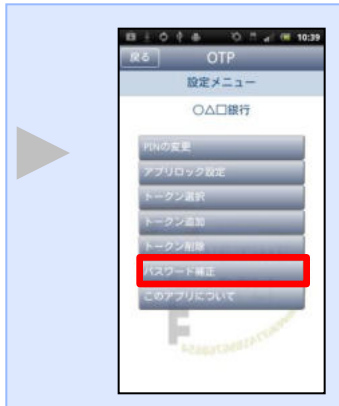 10:39
戻る OTP
設定メニュー
○△□銀行
PINの変更
アプリロック設定
トークン選択
トークン追加
トークン削除
パスワード補正
このアプリについて